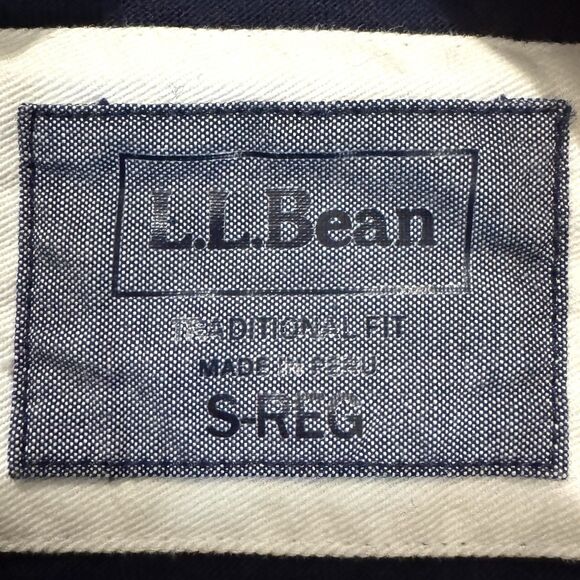 L.L.Bean
TRADITIONAL FIT
MADE IN PERU
S-REG